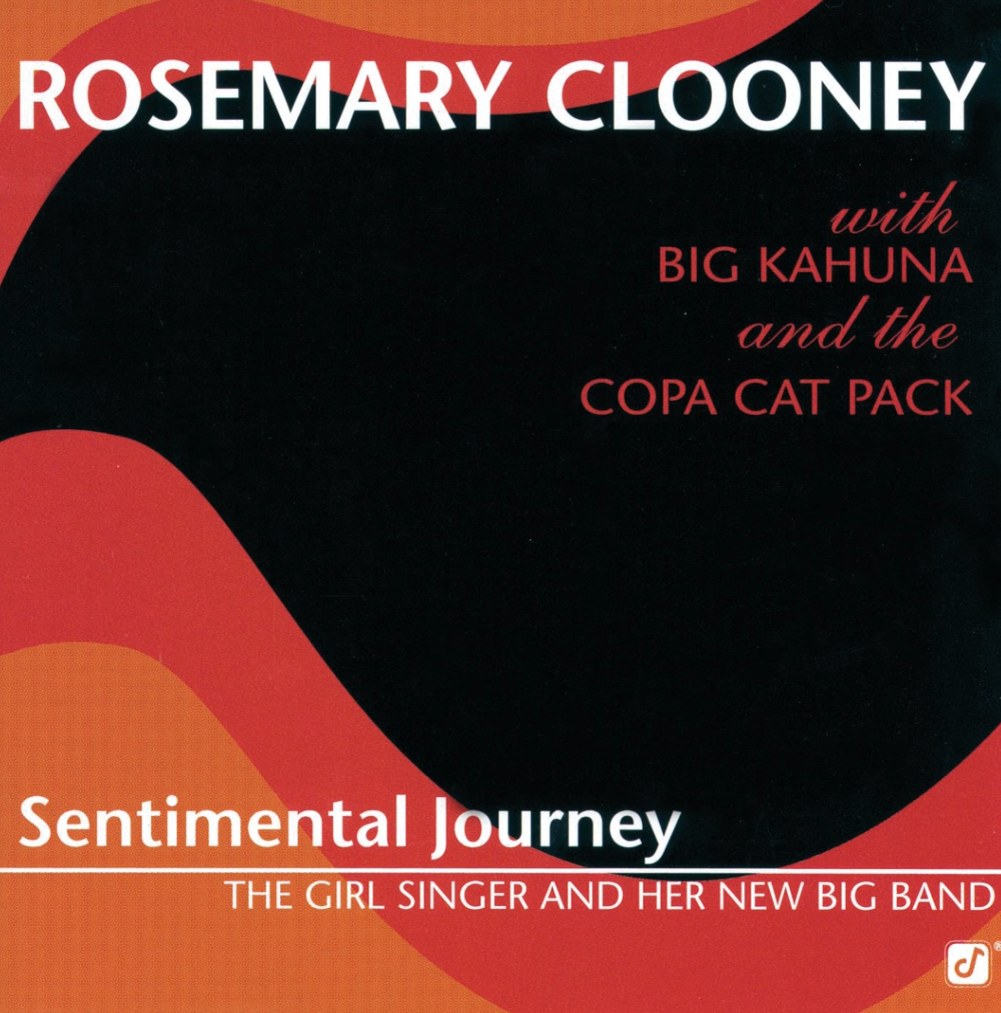 ROSEMARY CLOONEY
with
BIG KAHUNA
and the
COPA CAT PACK
Sentimental Journey
THE GIRL SINGER AND HER NEW BIG BAND
®